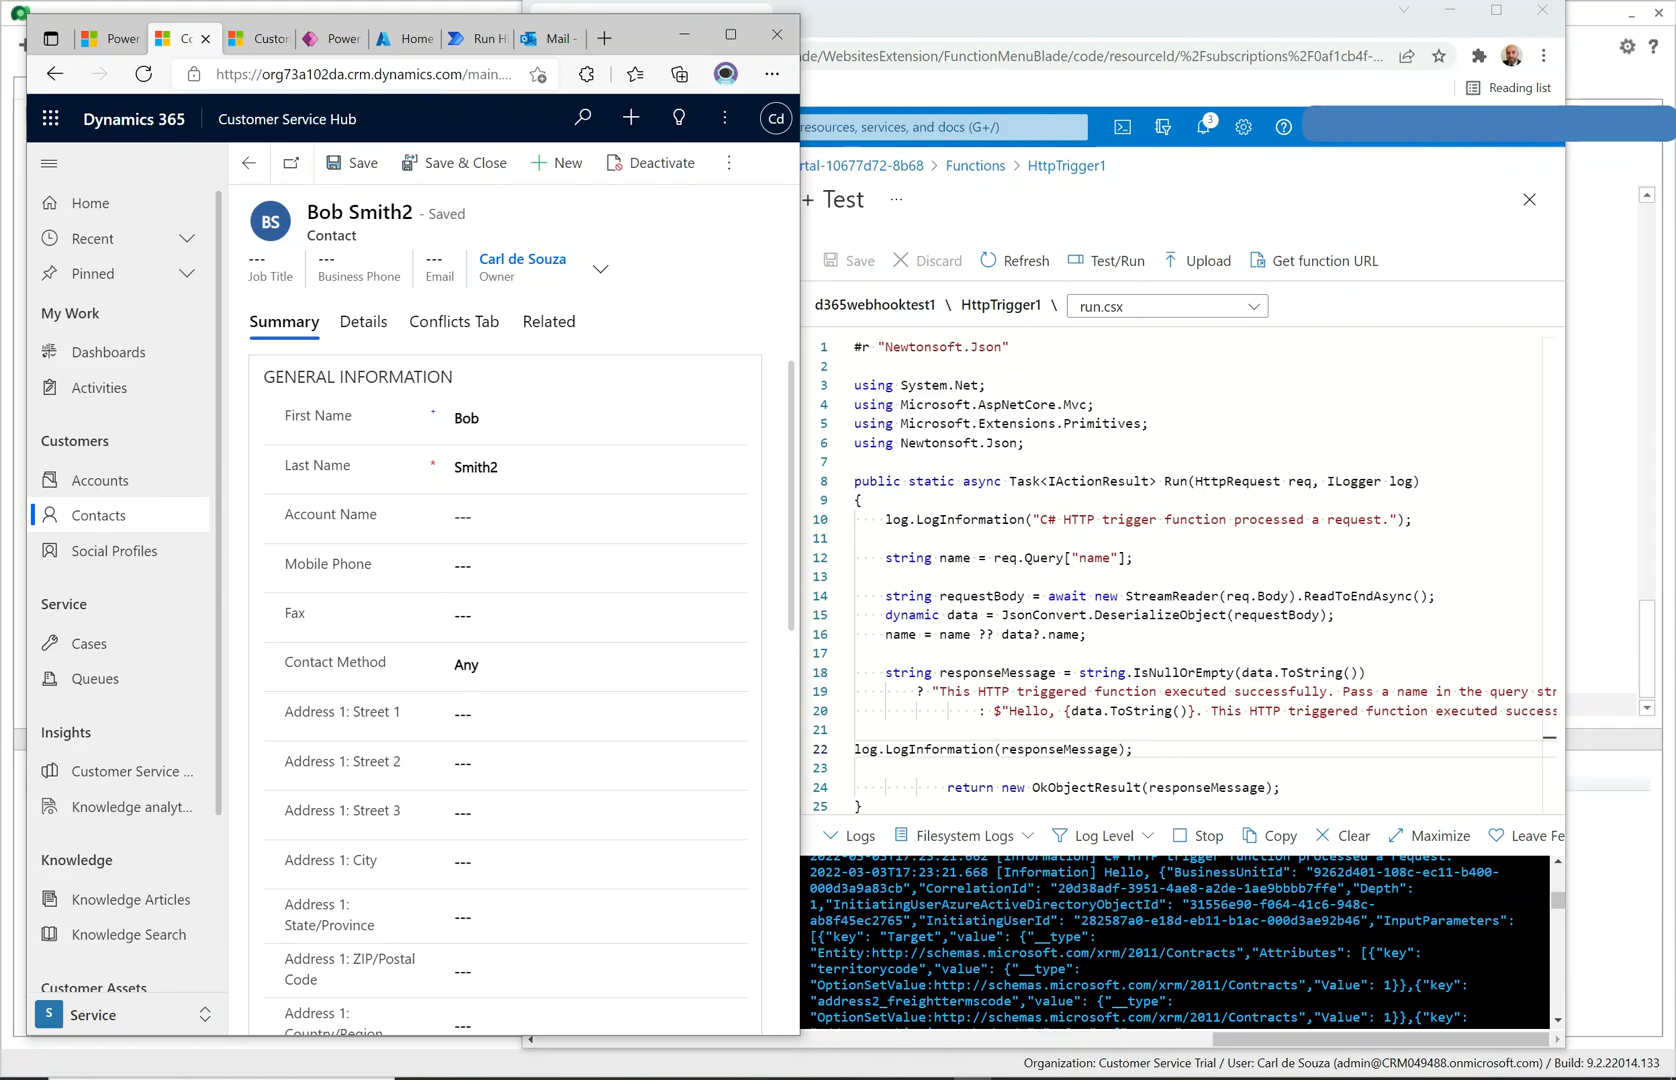 Power
Cc
Custon
Power
Home
Run Hi
Mail -
https://org73a102da.crm.dynamics.com/main....
Dynamics 365
Customer Service Hub
Cd
Save
Save & Close
New
Deactivate
Home
Recent
Pinned
My Work
Dashboards
Activities
Customers
Accounts
Contacts
Social Profiles
Service
Cases
Queues
Insights
Customer Service ...
Knowledge analyt...
Knowledge
Knowledge Articles
Knowledge Search
Customer Assets
S Service
BS
Bob Smith2 - Saved
Contact
---
Job Title
---
Business Phone
---
Email
Carl de Souza
Owner
Summary
Details
Conflicts Tab
Related
GENERAL INFORMATION
First Name + Bob
Last Name * Smith2
Account Name ---
Mobile Phone ---
Fax ---
Contact Method Any
Address 1: Street 1 ---
Address 1: Street 2 ---
Address 1: Street 3 ---
Address 1: City ---
Address 1:
State/Province ---
Address 1: ZIP/Postal
Code ---
Address 1:
Country/Region ---
de/WebsitesExtension/FunctionMenuBlade/code/resourceId/%2Fsubscriptions%2F0af1cb4f-...
Reading list
resources, services, and docs (G+/)
3
rtal-10677d72-8b68 > Functions > HttpTrigger1
+ Test ...
Save
Discard
Refresh
Test/Run
Upload
Get function URL
d365webhooktest1 \ HttpTrigger1 \ run.csx
1 #r "Newtonsoft.Json"
2
3 using System.Net;
4 using Microsoft.AspNetCore.Mvc;
5 using Microsoft.Extensions.Primitives;
6 using Newtonsoft.Json;
7
8 public static async Task<IActionResult> Run(HttpRequest req, ILogger log)
9 {
10 log.LogInformation("C# HTTP trigger function processed a request.");
11
12 string name = req.Query["name"];
13
14 string requestBody = await new StreamReader(req.Body).ReadToEndAsync();
15 dynamic data = JsonConvert.DeserializeObject(requestBody);
16 name = name ?? data?.name;
17
18 string responseMessage = string.IsNullOrEmpty(data.ToString())
19 ? "This HTTP triggered function executed successfully. Pass a name in the query str
20 : $"Hello, {data.ToString()}. This HTTP triggered function executed success
21
22 log.LogInformation(responseMessage);
23
24 return new OkObjectResult(responseMessage);
25 }
Logs
Filesystem Logs
Log Level
Stop
Copy
Clear
Maximize
Leave Fe
2022-03-03T17:23:21.662 [Information] C# HTTP trigger function processed a request.
2022-03-03T17:23:21.668 [Information] Hello, {"BusinessUnitId": "9262d401-108c-ec11-b400-
000d3a9a83cb","CorrelationId": "20d38adf-3951-4ae8-a2de-1ae9bbbb7ffe","Depth":
1,"InitiatingUserAzureActiveDirectoryObjectId": "31556e90-f064-41c6-948c-
ab8f45ec2765","InitiatingUserId": "282587a0-e18d-eb11-b1ac-000d3ae92b46","InputParameters":
[{"key": "Target","value": {"__type":
"Entity:http://schemas.microsoft.com/xrm/2011/Contracts","Attributes": [{"key":
"territorycode","value": {"__type":
"OptionSetValue:http://schemas.microsoft.com/xrm/2011/Contracts","Value": 1}},{"key":
"address2_freighttermscode","value": {"__type":
"OptionSetValue:http://schemas.microsoft.com/xrm/2011/Contracts","Value": 1}},{"key":
Organization: Customer Service Trial / User: Carl de Souza (admin@CRM049488.onmicrosoft.com) / Build: 9.2.22014.133